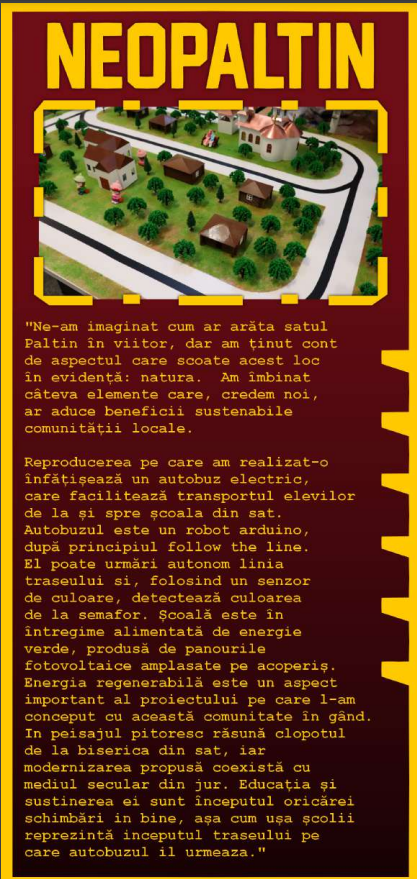 NEOPALTIN
"Ne-am imaginat cum ar arăta satul
Paltin în viitor, dar am ținut cont
de aspectul care scoate acest loc
în evidență: natura. Am îmbinat
câteva elemente care, credem noi,
ar aduce beneficii sustenabile
comunității locale.
Reproducerea pe care am realizat-o
înfățișează un autobuz electric,
care facilitează transportul elevilor
de la și spre școala din sat.
Autobuzul este un robot arduino,
după principiul follow the line.
El poate urmări autonom linia
traseului si, folosind un senzor
de culoare, detectează culoarea
de la semafor. Școală este în
întregime alimentată de energie
verde, produsă de panourile
fotovoltaice amplasate pe acoperiș.
Energia regenerabilă este un aspect
important al proiectului pe care l-am
conceput cu această comunitate în gând.
In peisajul pitoresc răsună clopotul
de la biserica din sat, iar
modernizarea propusă coexistă cu
mediul secular din jur. Educația și
sustinerea ei sunt începutul oricărei
schimbări in bine, așa cum ușa școlii
reprezintă inceputul traseului pe
care autobuzul il urmeaza."